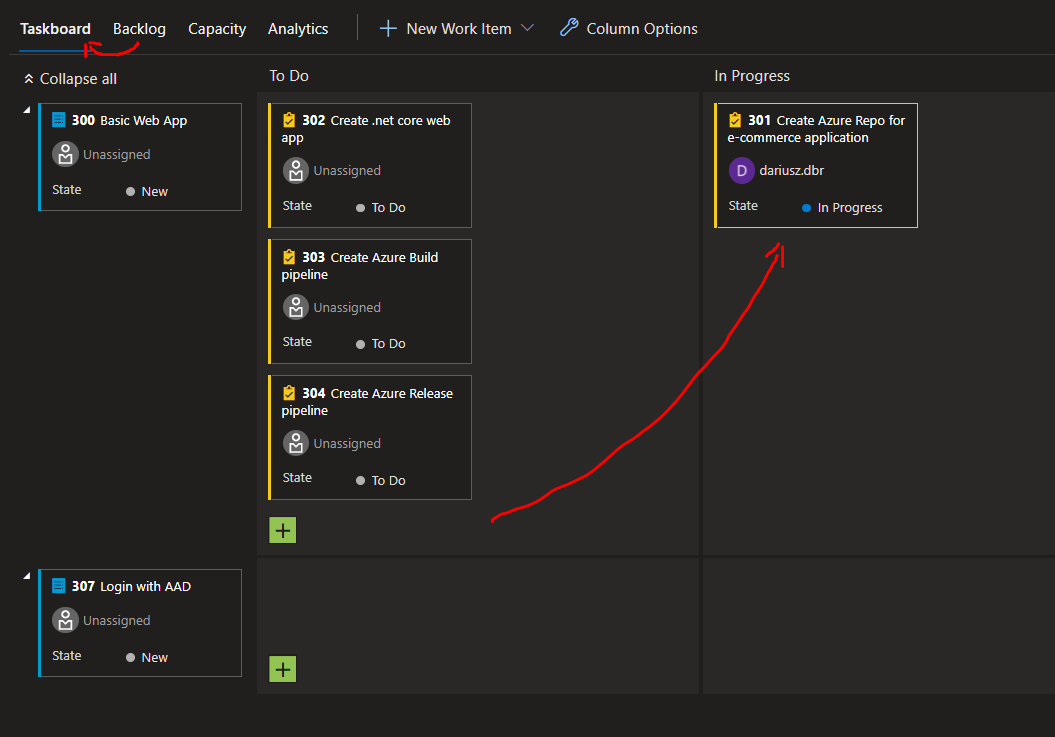 Taskboard Backlog Capacity Analytics New Work Item Column Options
Collapse all
To Do
In Progress
300 Basic Web App
Unassigned
State New
302 Create .net core web
app
Unassigned
State To Do
303 Create Azure Build
pipeline
Unassigned
State To Do
304 Create Azure Release
pipeline
Unassigned
State To Do
301 Create Azure Repo for
e-commerce application
D dariusz.dbr
State In Progress
307 Login with AAD
Unassigned
State New